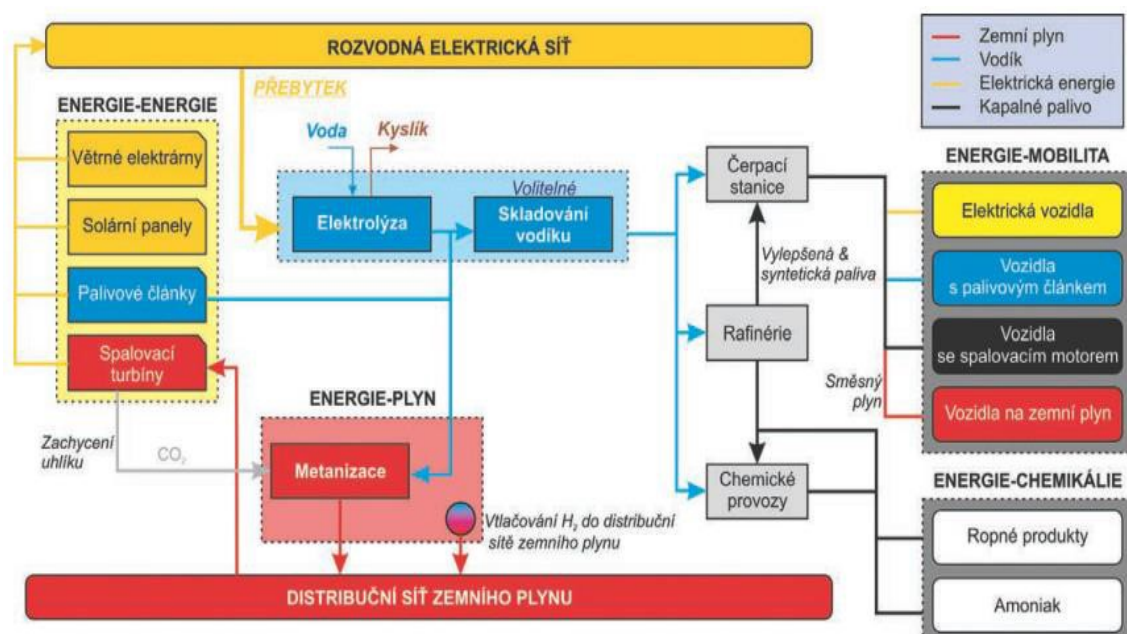 ROZVODNÁ ELEKTRICKÁ SÍŤ
Zemní plyn
Vodík
Elektrická energie
Kapalné palivo
PŘEBYTEK
ENERGIE-ENERGIE
Větrné elektrárny
Solární panely
Palivové články
Spalovací
turbíny
Voda
Kyslík
Volitelné
Elektrolýza
Skladování
vodíku
Čerpací
stanice
Vylepšená &
syntetická paliva
Rafinérie
Chemické
provozy
ENERGIE-MOBILITA
Elektrická vozidla
Vozidla
s palivovým článkem
Vozidla
se spalovacím motorem
Směsný
plyn
Vozidla na zemní plyn
ENERGIE-PLYN
Zachycení
uhlíku
CO₂
Metanizace
Vtlačování H₂ do distribuční
sítě zemního plynu
ENERGIE-CHEMIKÁLIE
Ropné produkty
Amoniak
DISTRIBUČNÍ SÍŤ ZEMNÍHO PLYNU